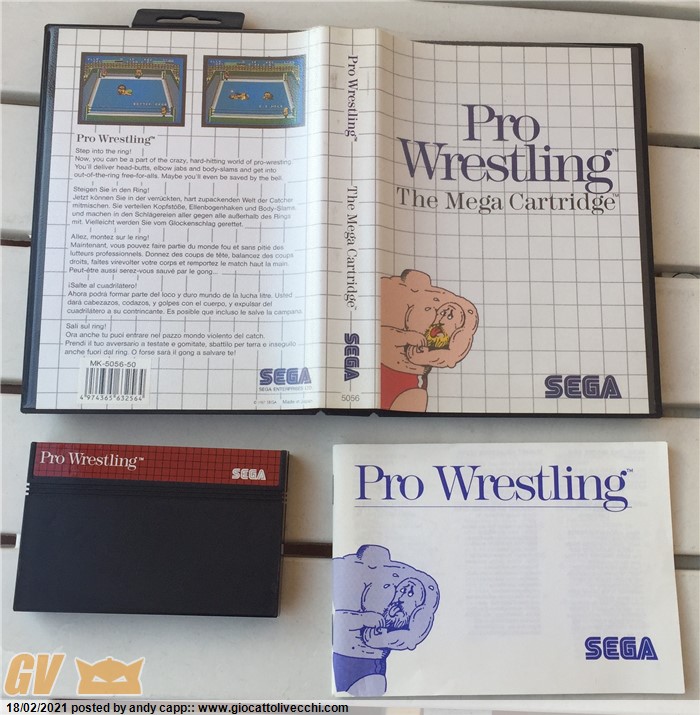 Pro Wrestling™
Step into the ring!
Now, you can be a part of the crazy, hard-hitting world of pro-wrestling.
You'll deliver head-butts, elbow jabs and body-slams and get into
out-of-the-ring free-for-alls. Maybe you'll even be saved by the bell.
Steigen Sie in den Ring!
Jetzt können Sie in der verrückten, hart zupackenden Welt der Catcher
mitmischen. Sie verteilen Kopfstöße, Ellenbogenhaken und Body-Slams,
und machen in den Schlagereien aller gegen alle außerhalb des Rings
mit. Vielleicht werden Sie vom Glockenschlag gerettet.
Allez, montez sur le ring!
Maintenant, vous pouvez faire partie du monde fou et sans pitié des
lutteurs professionnels. Donnez des coups de tête, balancez des coups
droits, faites virevolter votre corps et remportez le match haut la main.
Peut-être aussi serez-vous sauvé par le gong...
¡Salte al cuadrilátero!
Ahora podrá formar parte del loco y duro mundo de la lucha libre. Usted
dará cabezazos, codazos, y golpes con el cuerpo, y expulsar del
cuadrilátero a su contrincante. Es posible que incluso le salve la campana.
Sali sul ring!
Ora anche tu puoi entrare nel pazzo mondo violento del catch.
Prendi il tuo avversario a testate e gomitate, sbattilo per terra e inseguilo
anche fuori dal ring. O forse sarà il gong a salvare te!
MK-5056-50
4 974365 632564
SEGA
SEGA ENTERPRISES LTD.
Made in Japan
Pro Wrestling™
The Mega Cartridge™
SEGA
5056
Pro
Wrestling™
The Mega Cartridge™
SEGA
Pro Wrestling™
SEGA
Pro Wrestling™
SEGA
GV
18/02/2021 posted by andy capp:: www.giocattolivecchi.com